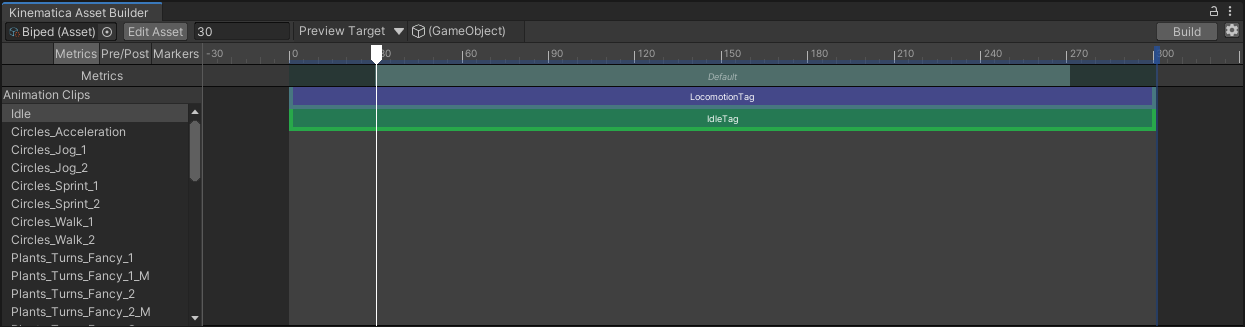 Kinematica Asset Builder
Biped (Asset) Edit Asset 30 Preview Target (GameObject) Build
Metrics Pre/Post Markers -30 0 30 60 90 120 150 180 210 240 270 300
Metrics Default
Animation Clips LocomotionTag
Idle IdleTag
Circles_Acceleration
Circles_Jog_1
Circles_Jog_2
Circles_Sprint_1
Circles_Sprint_2
Circles_Walk_1
Circles_Walk_2
Plants_Turns_Fancy_1
Plants_Turns_Fancy_1_M
Plants_Turns_Fancy_2
Plants_Turns_Fancy_2_M